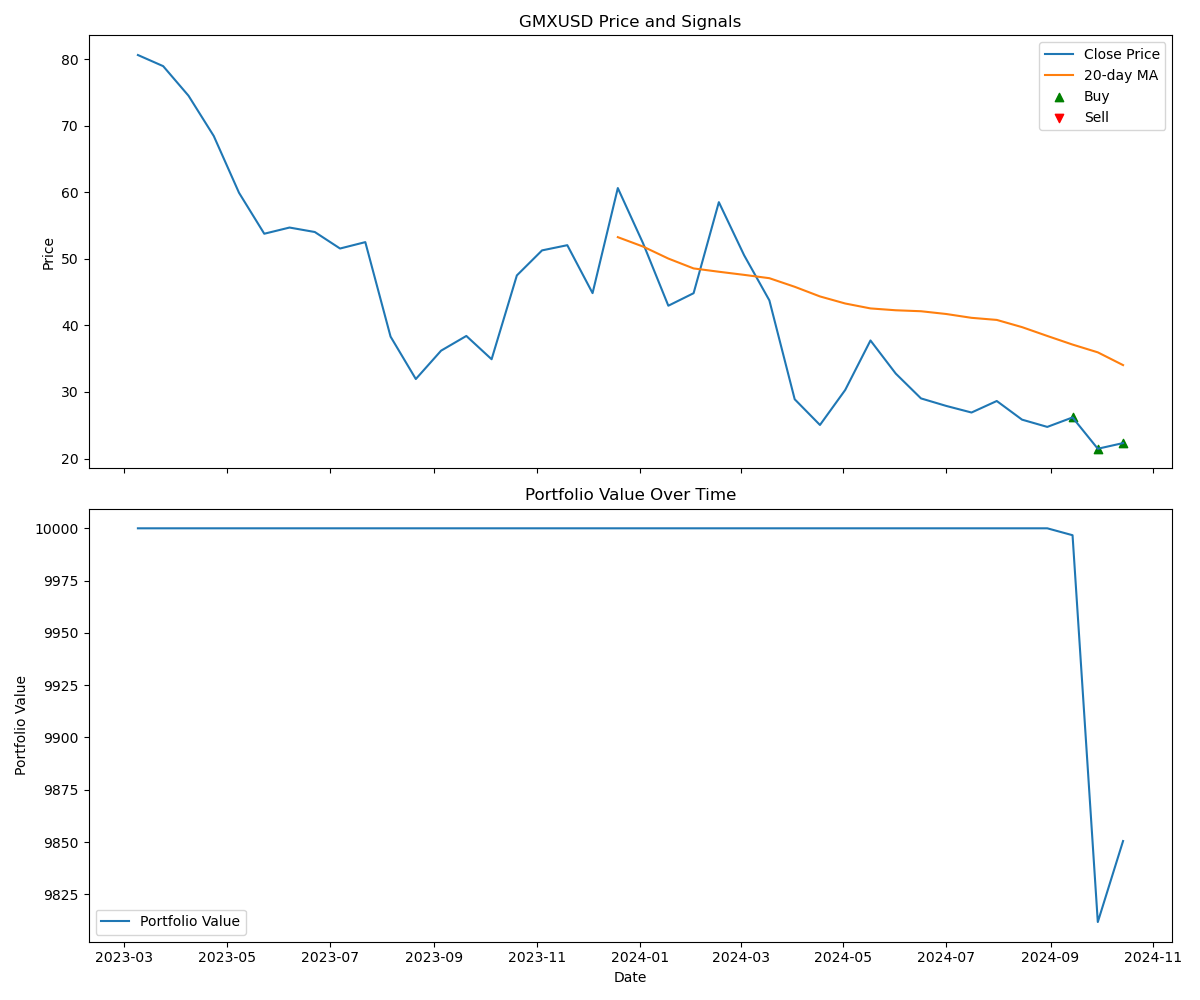 GMXUSD Price and Signals
Price
80
70
60
50
40
30
20
Close Price
20-day MA
Buy
Sell
Portfolio Value Over Time
Portfolio Value
10000
9975
9950
9925
9900
9875
9850
9825
Portfolio Value
2023-03 2023-05 2023-07 2023-09 2023-11 2024-01 2024-03 2024-05 2024-07 2024-09 2024-11
Date